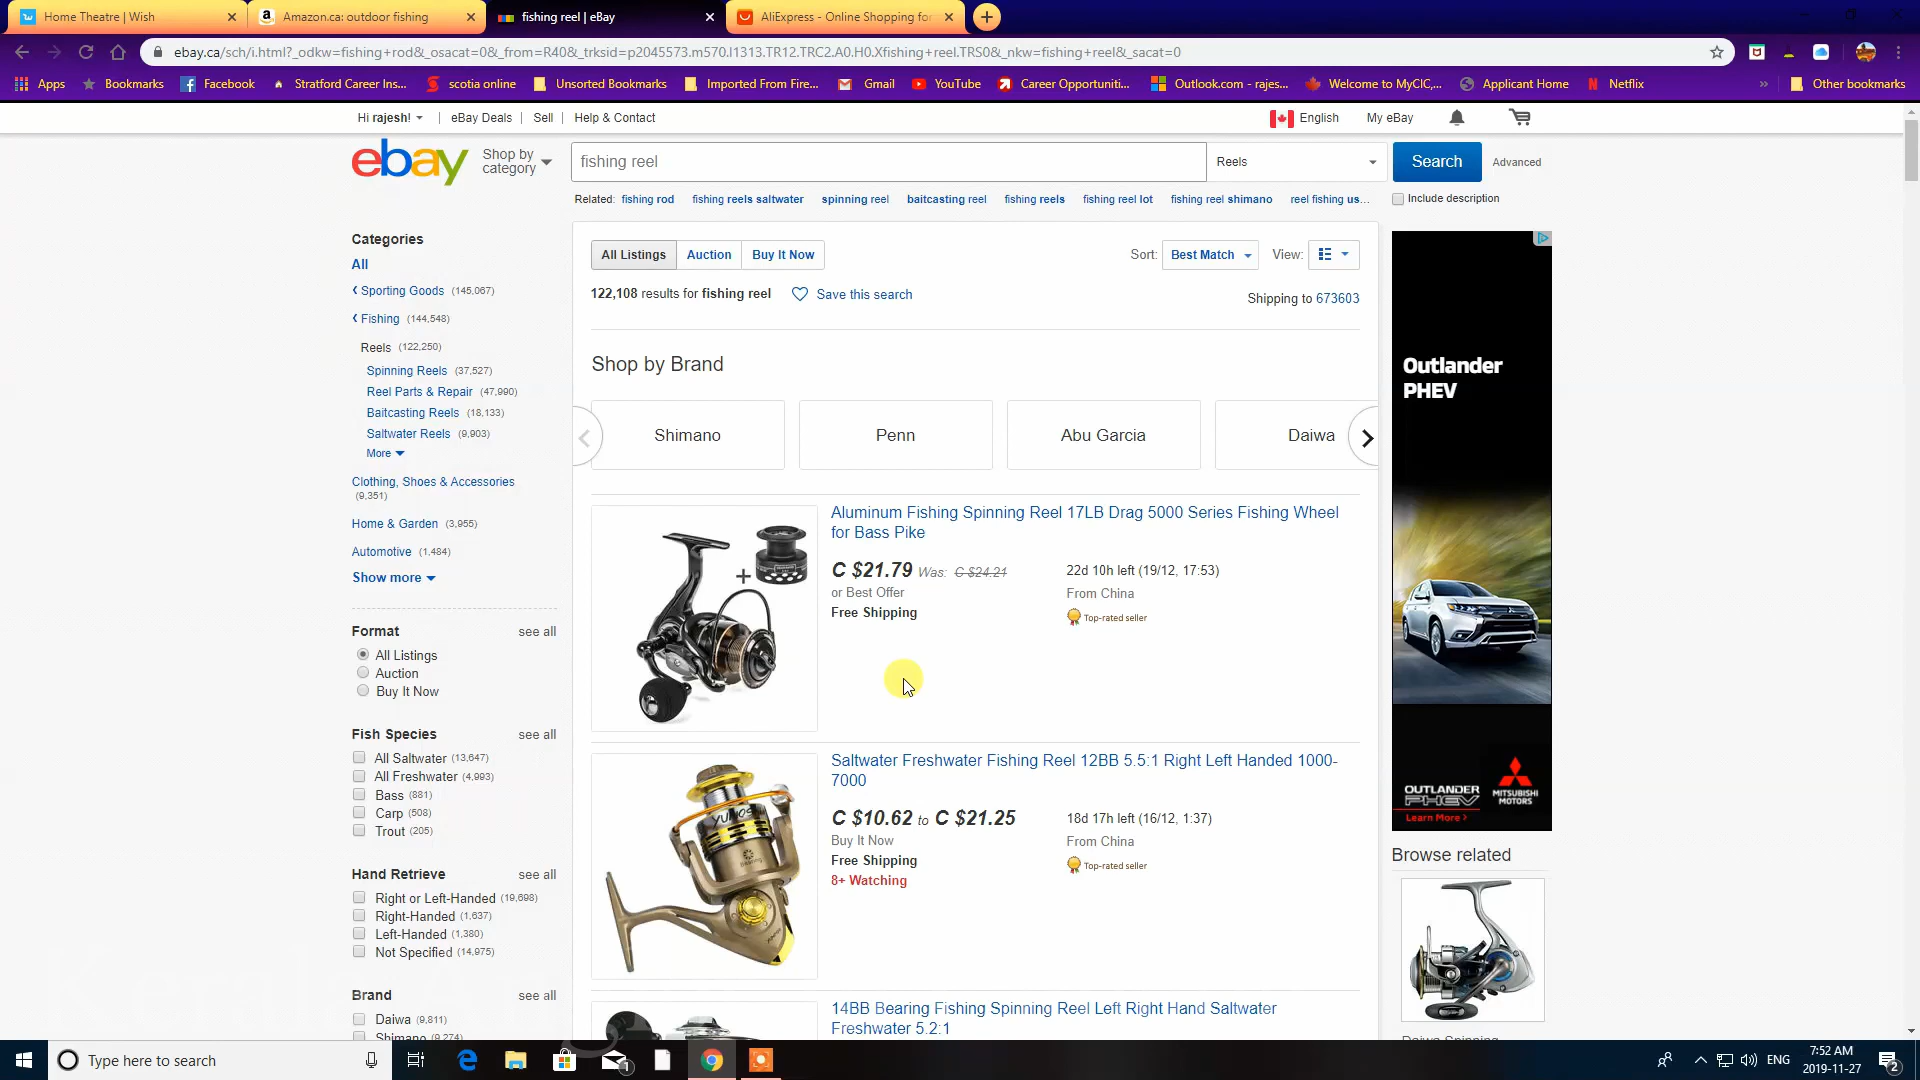 Home Theatre | Wish
Amazon.ca: outdoor fishing
fishing reel | eBay
AliExpress - Online Shopping for
ebay.ca/sch/i.html?_odkw=fishing+rod&_osacat=0&_from=R40&_trksid=p2045573.m570.l1313.TR12.TRC2.A0.H0.Xfishing+reel.TRS0&_nkw=fishing+reel&_sacat=0
Apps Bookmarks Facebook Stratford Career Ins... scotia online Unsorted Bookmarks Imported From Fire... Gmail YouTube Career Opportuniti... Outlook.com - rajes... Welcome to MyCIC,... Applicant Home Netflix » Other bookmarks
Hi rajesh! eBay Deals Sell Help & Contact English My eBay
ebay Shop by category fishing reel Reels Search Advanced
Related: fishing rod fishing reels saltwater spinning reel baitcasting reel fishing reels fishing reel lot fishing reel shimano reel fishing us... Include description
Categories
All
Sporting Goods (145,067)
Fishing (144,548)
Reels (122,250)
Spinning Reels (37,527)
Reel Parts & Repair (47,990)
Baitcasting Reels (18,133)
Saltwater Reels (9,903)
More
Clothing, Shoes & Accessories
(9,351)
Home & Garden (3,955)
Automotive (1,484)
Show more
Format see all
All Listings
Auction
Buy It Now
Fish Species see all
All Saltwater (13,647)
All Freshwater (4,993)
Bass (881)
Carp (508)
Trout (205)
Hand Retrieve see all
Right or Left-Handed (19,698)
Right-Handed (1,637)
Left-Handed (1,380)
Not Specified (14,975)
Brand see all
Daiwa (9,811)
Shimano (9,274)
All Listings Auction Buy It Now Sort: Best Match View:
122,108 results for fishing reel Save this search Shipping to 673603
Shop by Brand
Shimano Penn Abu Garcia Daiwa
Aluminum Fishing Spinning Reel 17LB Drag 5000 Series Fishing Wheel
for Bass Pike
C $21.79 Was: C $24.21 22d 10h left (19/12, 17:53)
or Best Offer From China
Free Shipping Top-rated seller
Saltwater Freshwater Fishing Reel 12BB 5.5:1 Right Left Handed 1000-
7000
C $10.62 to C $21.25 18d 17h left (16/12, 1:37)
Buy It Now From China
Free Shipping Top-rated seller
8+ Watching
14BB Bearing Fishing Spinning Reel Left Right Hand Saltwater
Freshwater 5.2:1
Outlander
PHEV
OUTLANDER
PHEV
MITSUBISHI
MOTORS
Learn More >
Browse related
Daiwa Spinning
Type here to search
1
ENG
7:52 AM
2019-11-27
2